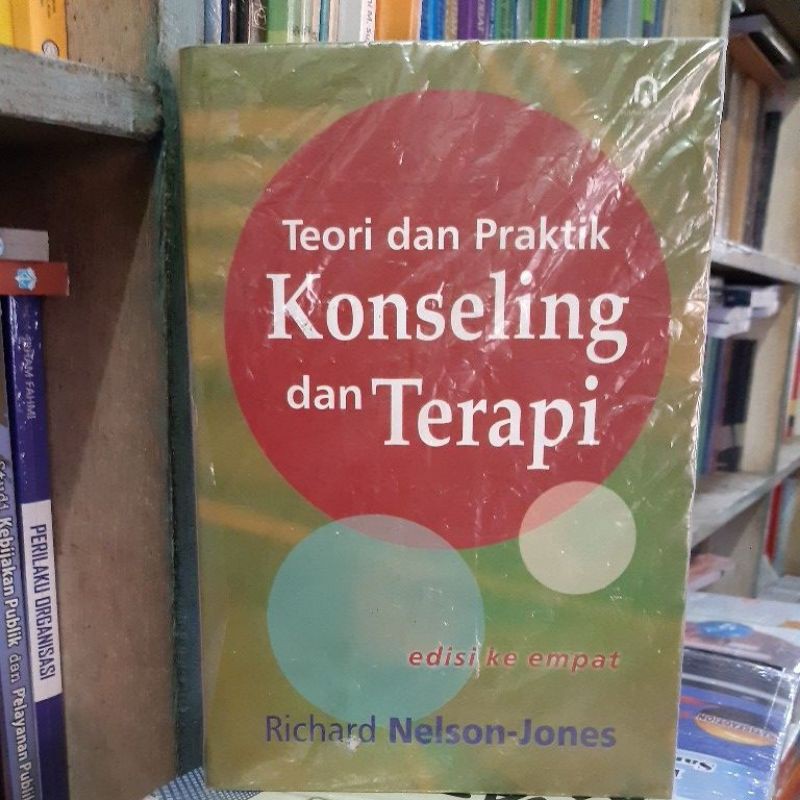 Teori dan Praktik
Konseling
dan Terapi
edisi ke empat
Richard Nelson-Jones
PERILAKU ORGANISASI
Studi Kebijakan Publik dan Pelayanan Publik